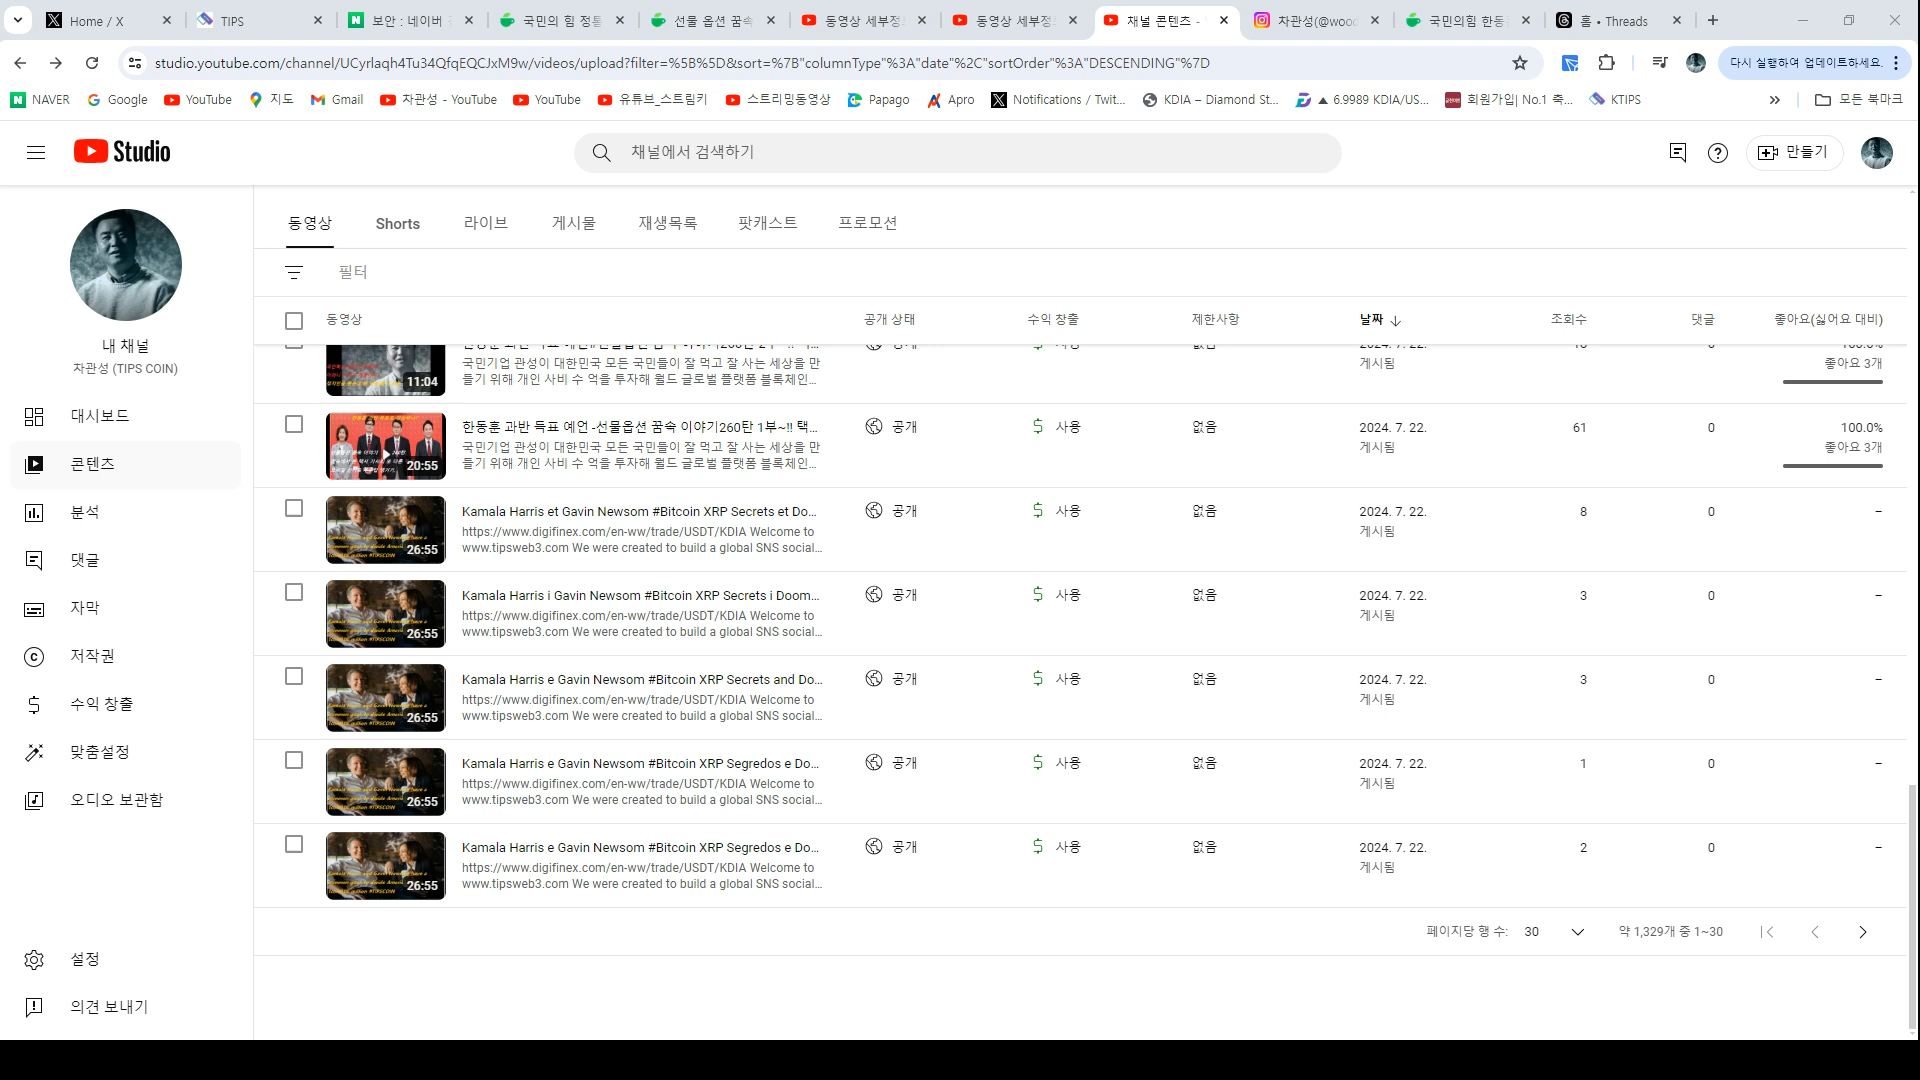 Home / X
TIPS
보안 : 네이버
국민의 힘 정통
선물 옵션 꿈속
동영상 세부정보
동영상 세부정보
채널 콘텐츠 -
차관성(@wood
국민의힘 한동
홈 • Threads
studio.youtube.com/channel/UCyrlaqh4Tu34QfqEQCJxM9w/videos/upload?filter=%5B%5D&sort=%7B"columnType"%3A"date"%2C"sortOrder"%3A"DESCENDING"%7D
다시 실행하여 업데이트하세요.
NAVER Google YouTube 지도 Gmail 차관성 - YouTube YouTube 유튜브_스트림키 스트리밍동영상 Papago Apro Notifications / Twit... KDIA – Diamond St... ▲ 6.9989 KDIA/US... 회원가입| No.1 축... KTIPS » 모든 북마크
Studio
채널에서 검색하기
만들기
내 채널
차관성 (TIPS COIN)
대시보드
콘텐츠
분석
댓글
자막
저작권
수익 창출
맞춤설정
오디오 보관함
설정
의견 보내기
동영상 Shorts 라이브 게시물 재생목록 팟캐스트 프로모션
필터
동영상 공개 상태 수익 창출 제한사항 날짜 조회수 댓글 좋아요(싫어요 대비)
국민기업 관성이 대한민국 모든 국민들이 잘 먹고 잘 사는 세상을 만 게시됨 좋아요 3개
들기 위해 개인 사비 수 억을 투자해 월드 글로벌 플랫폼 블록체인...
11:04
한동훈 과반 득표 예언 -선물옵션 꿈속 이야기260탄 1부~!! 택... 공개 사용 없음 2024. 7. 22. 61 0 100.0%
국민기업 관성이 대한민국 모든 국민들이 잘 먹고 잘 사는 세상을 만 게시됨 좋아요 3개
들기 위해 개인 사비 수 억을 투자해 월드 글로벌 플랫폼 블록체인...
20:55
Kamala Harris et Gavin Newsom #Bitcoin XRP Secrets et Do... 공개 사용 없음 2024. 7. 22. 8 0 –
https://www.digifinex.com/en-ww/trade/USDT/KDIA Welcome to 게시됨
www.tipsweb3.com We were created to build a global SNS social...
26:55
Kamala Harris i Gavin Newsom #Bitcoin XRP Secrets i Doom... 공개 사용 없음 2024. 7. 22. 3 0 –
https://www.digifinex.com/en-ww/trade/USDT/KDIA Welcome to 게시됨
www.tipsweb3.com We were created to build a global SNS social...
26:55
Kamala Harris e Gavin Newsom #Bitcoin XRP Secrets and Do... 공개 사용 없음 2024. 7. 22. 3 0 –
https://www.digifinex.com/en-ww/trade/USDT/KDIA Welcome to 게시됨
www.tipsweb3.com We were created to build a global SNS social...
26:55
Kamala Harris e Gavin Newsom #Bitcoin XRP Segredos e Do... 공개 사용 없음 2024. 7. 22. 1 0 –
https://www.digifinex.com/en-ww/trade/USDT/KDIA Welcome to 게시됨
www.tipsweb3.com We were created to build a global SNS social...
26:55
Kamala Harris e Gavin Newsom #Bitcoin XRP Segredos e Do... 공개 사용 없음 2024. 7. 22. 2 0 –
https://www.digifinex.com/en-ww/trade/USDT/KDIA Welcome to 게시됨
www.tipsweb3.com We were created to build a global SNS social...
26:55
페이지당 행 수: 30 약 1,329개 중 1~30